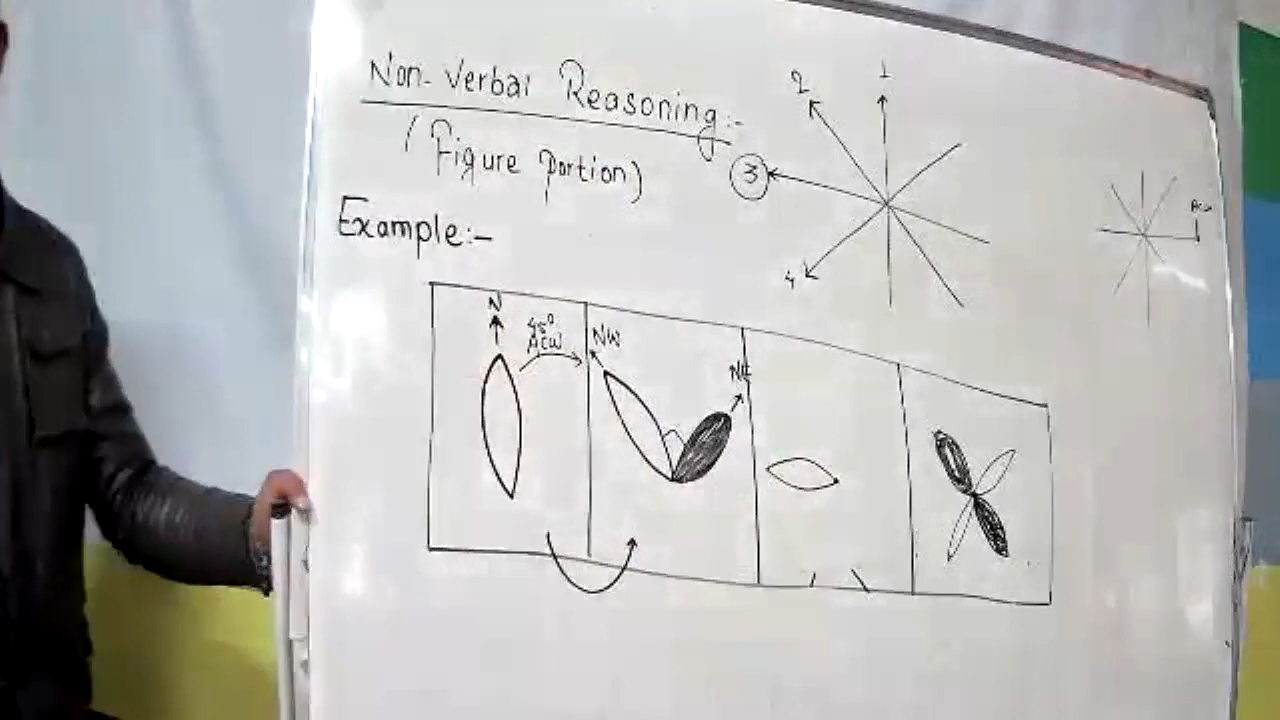 Non-Verbal Reasoning:-
(Figure portion)
Example:-
1
2
3
4
N
45°
ACW
NW
NE